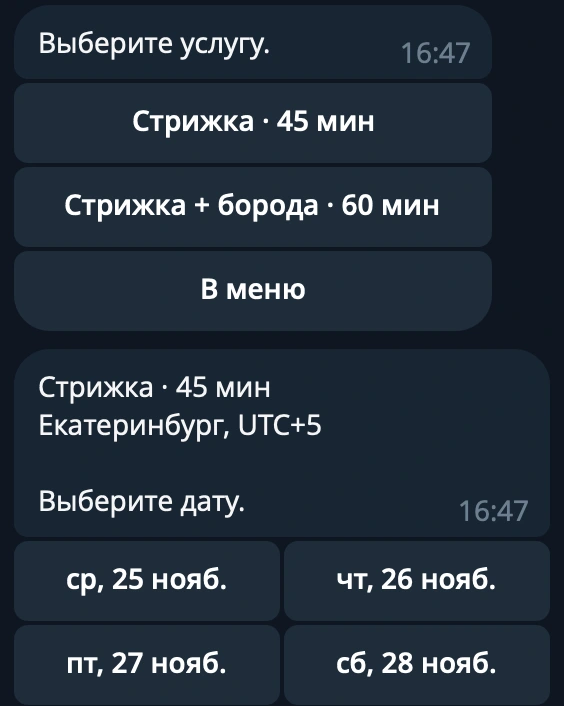 Выберите услугу.
16:47
Стрижка · 45 мин
Стрижка + борода · 60 мин
В меню
Стрижка · 45 мин
Екатеринбург, UTC+5
Выберите дату.
16:47
ср, 25 нояб.
чт, 26 нояб.
пт, 27 нояб.
сб, 28 нояб.